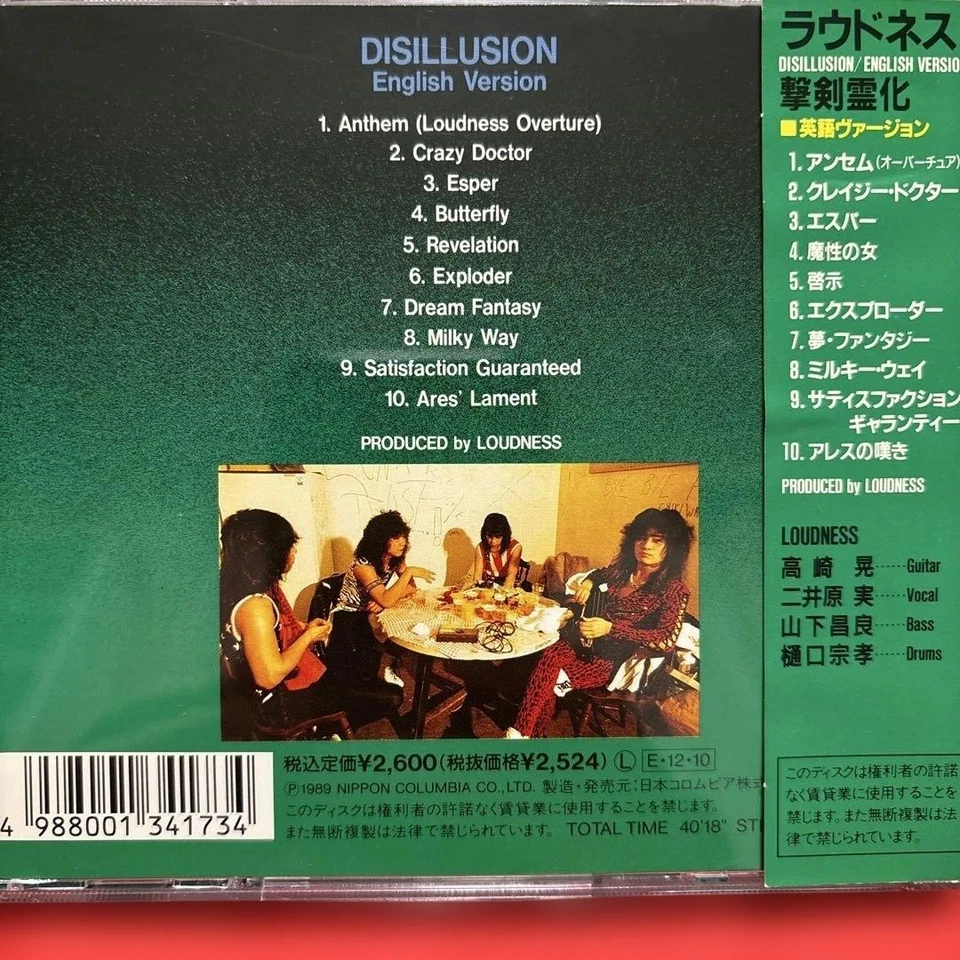 DISILLUSION
English Version
1. Anthem (Loudness Overture)
2. Crazy Doctor
3. Esper
4. Butterfly
5. Revelation
6. Exploder
7. Dream Fantasy
8. Milky Way
9. Satisfaction Guaranteed
10. Ares' Lament
PRODUCED by LOUDNESS
税込定価¥2,600(税抜価格¥2,524) Ⓛ E・12・10
Ⓟ1989 NIPPON COLUMBIA CO.,LTD. 製造・発売元:日本コロムビア株式
このディスクは権利者の許諾なく賃貸業に使用することを禁じます。
また無断複製は法律で禁じられています。 TOTAL TIME 40'18" ST
4 988001 341734
ラウドネス
DISILLUSION/ENGLISH VERSIO
撃剣霊化
■英語ヴァージョン
1.アンセム(オーバーチュア)
2.クレイジー・ドクター
3.エスパー
4.魔性の女
5.啓示
6.エクスプローダー
7.夢・ファンタジー
8.ミルキー・ウェイ
9.サティスファクション
ギャランティー
10.アレスの嘆き
PRODUCED by LOUDNESS
LOUDNESS
高崎 晃……Guitar
二井原 実……Vocal
山下昌良……Bass
樋口宗孝……Drums
このディスクは権利者の許諾
なく賃貸業に使用することを
禁じます。また無断複製は法
律で禁じられています。